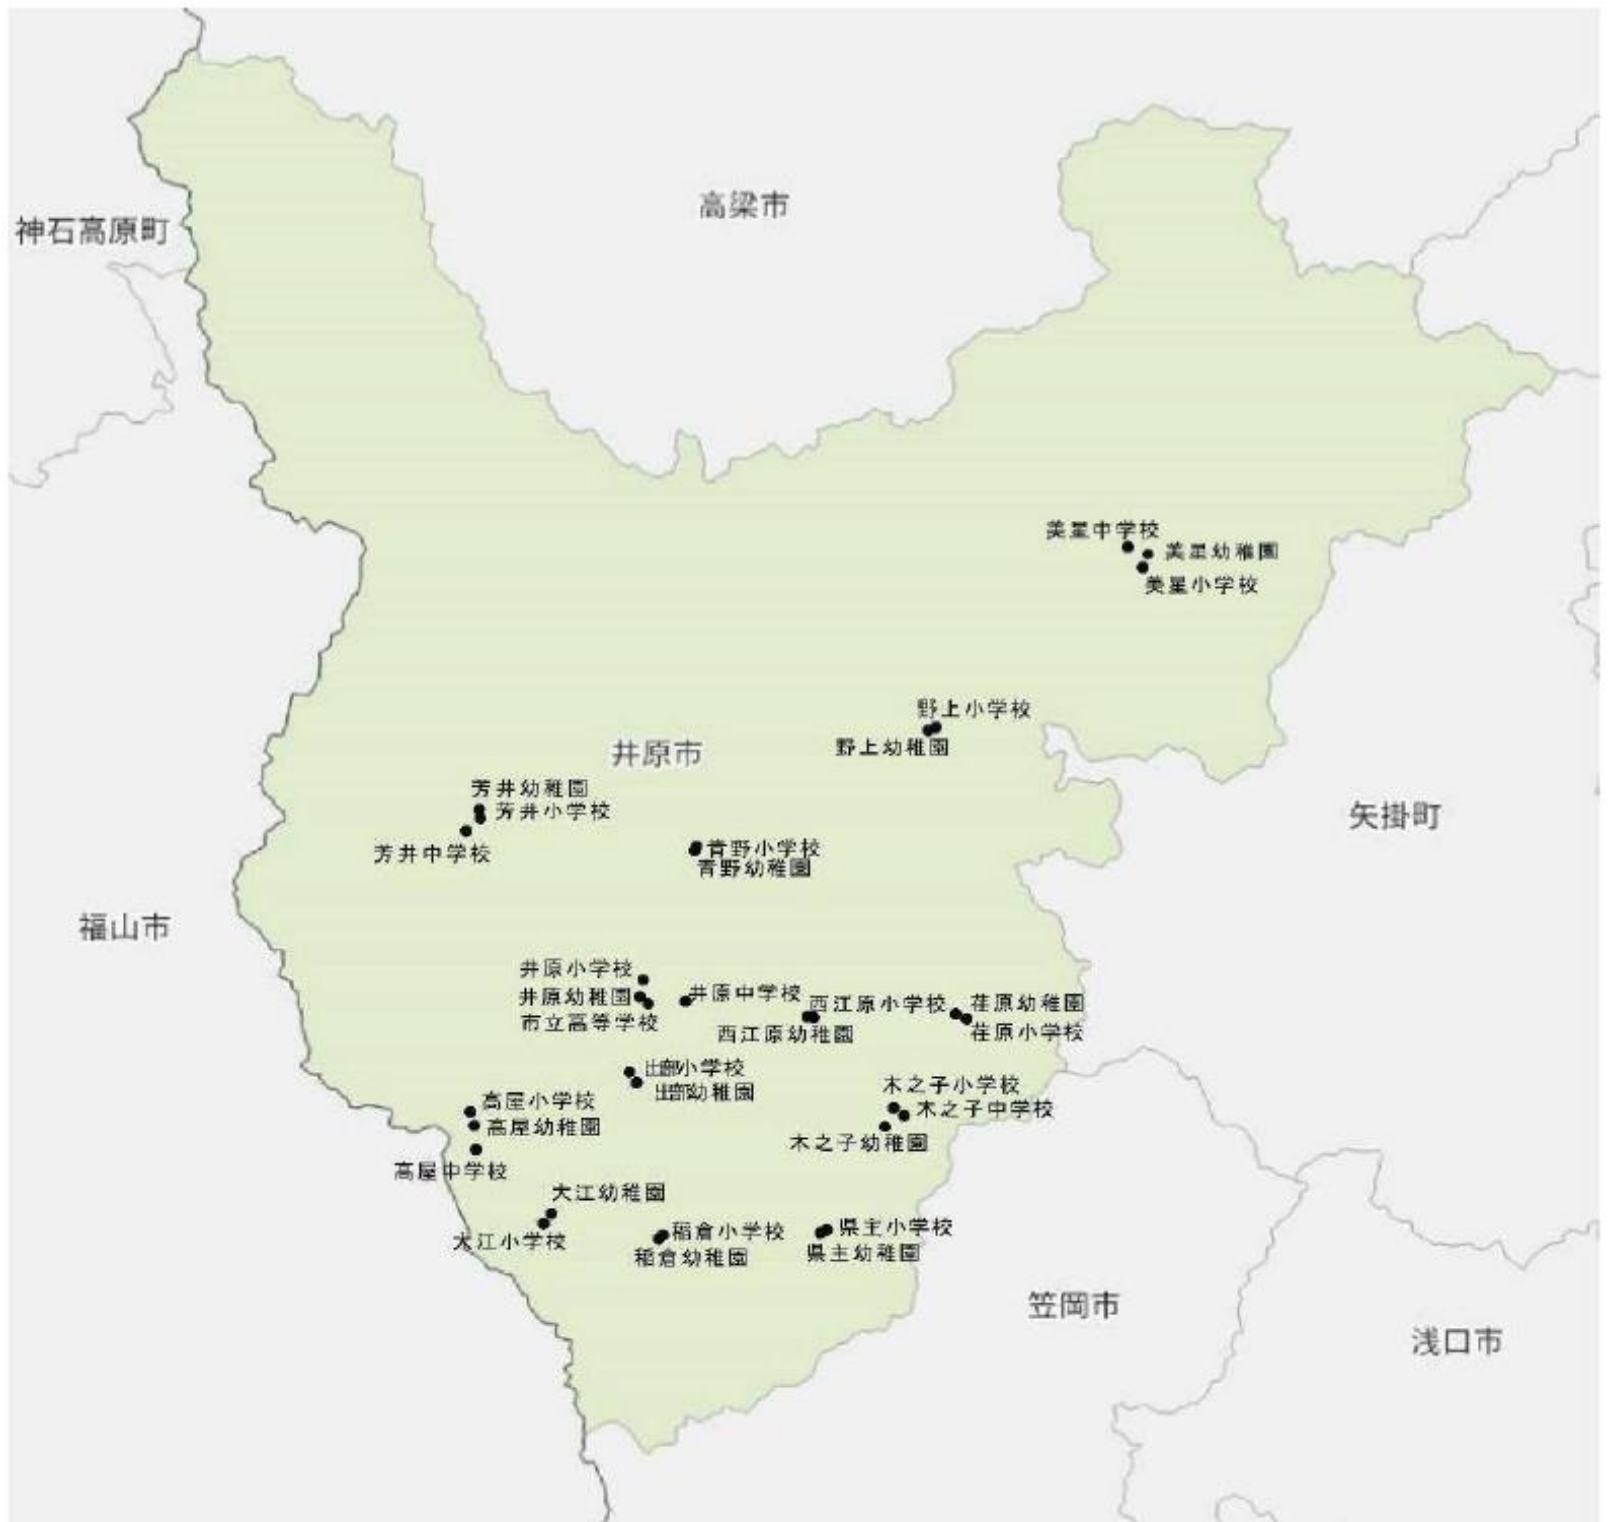 高梁市
神石高原町
美星中学校
美星幼稚園
美星小学校
野上小学校
野上幼稚園
井原市
芳井幼稚園
芳井小学校
芳井中学校
矢掛町
青野小学校
青野幼稚園
福山市
井原小学校
井原幼稚園
井原中学校
市立高等学校
西江原小学校
西江原幼稚園
荏原幼稚園
荏原小学校
出部小学校
出部幼稚園
木之子小学校
木之子中学校
木之子幼稚園
高屋小学校
高屋幼稚園
高屋中学校
大江幼稚園
大江小学校
稲倉小学校
稲倉幼稚園
県主小学校
県主幼稚園
笠岡市
浅口市